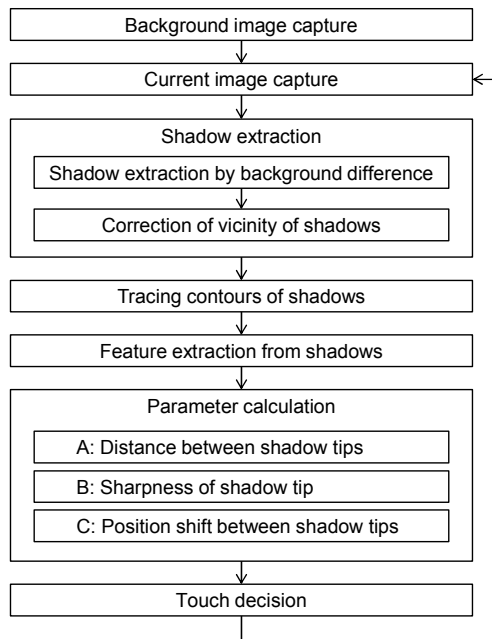 Background image capture
Current image capture
Shadow extraction
Shadow extraction by background difference
Correction of vicinity of shadows
Tracing contours of shadows
Feature extraction from shadows
Parameter calculation
A: Distance between shadow tips
B: Sharpness of shadow tip
C: Position shift between shadow tips
Touch decision